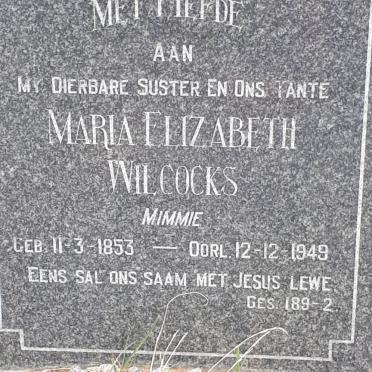 MET LIEFDE
AAN
MY DIERBARE SUSTER EN ONS TANTE
MARIA ELIZABETH
WILCOCKS
MIMMIE
GEB. 11-3-1853 — OORL. 12-12-1949
EENS SAL ONS SAAM MET JESUS LEWE
GES. 189-2